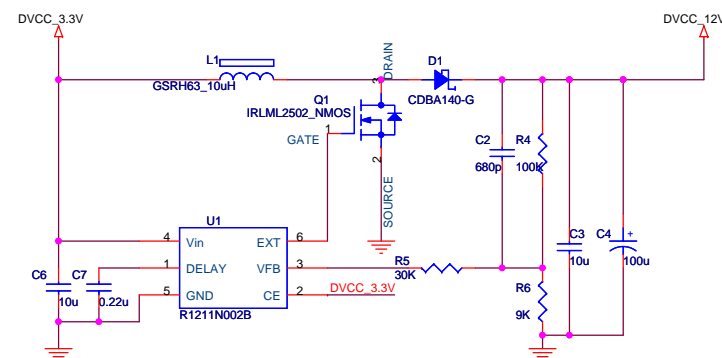 DVCC_3.3V
DVCC_12V
L1
GSRH63_10uH
DRAIN
3
D1
CDBA140-G
Q1
IRLML2502_NMOS
GATE
1
2
SOURCE
C2
680p
R4
100K
U1
4
Vin
EXT
6
1
DELAY
VFB
3
5
GND
CE
2
R1211N002B
DVCC_3.3V
R5
30K
C6
10u
C7
0.22u
R6
9K
C3
10u
C4
+
100u